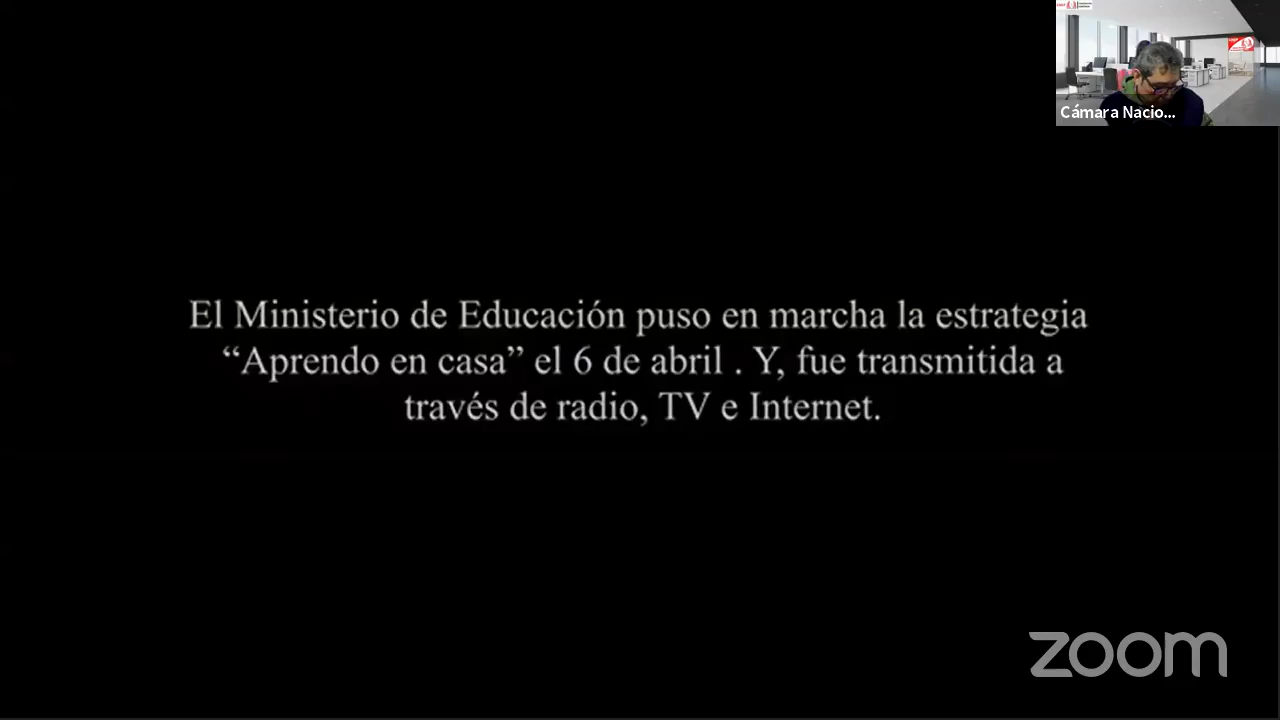 Cámara Nacio...
El Ministerio de Educación puso en marcha la estrategia
“Aprendo en casa” el 6 de abril . Y, fue transmitida a
través de radio, TV e Internet.
zoom